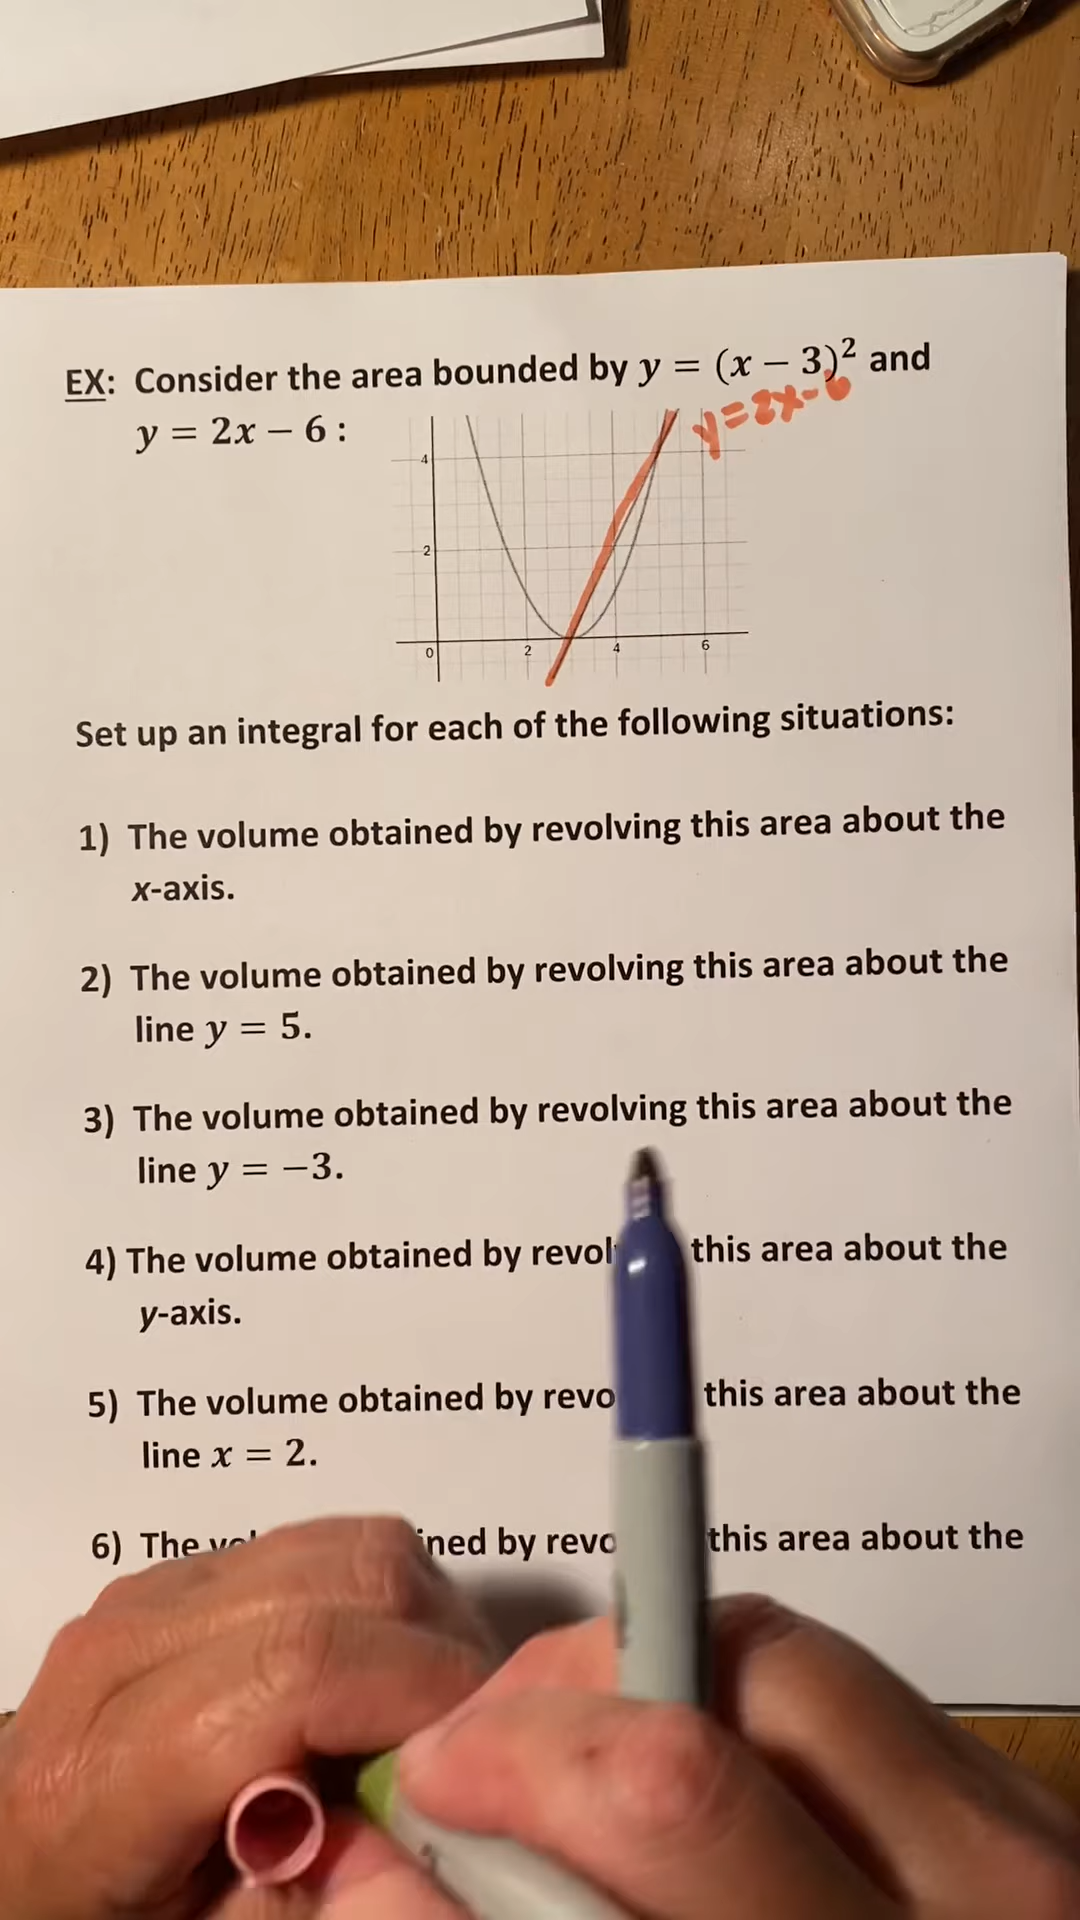 EX: Consider the area bounded by y = (x − 3)² and
y = 2x − 6 :
y=2x-6
4
2
0 2 4 6
Set up an integral for each of the following situations:
1) The volume obtained by revolving this area about the
x-axis.
2) The volume obtained by revolving this area about the
line y = 5.
3) The volume obtained by revolving this area about the
line y = −3.
4) The volume obtained by revol this area about the
y-axis.
5) The volume obtained by revo this area about the
line x = 2.
6) The ined by revo this area about the